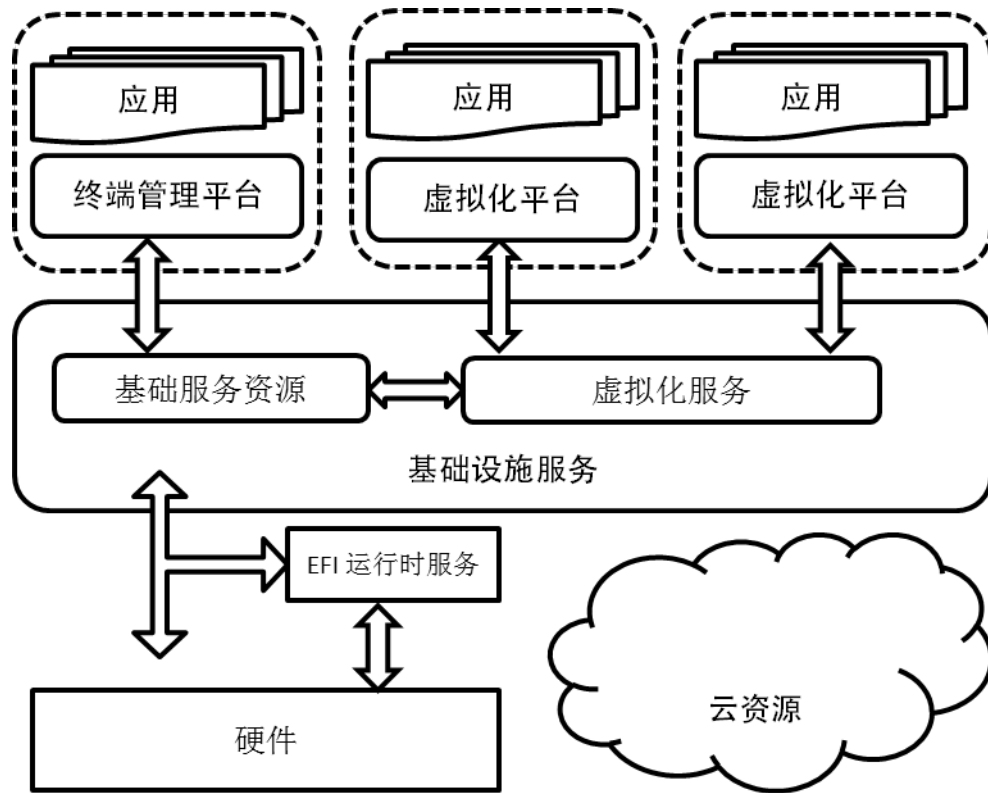 应用
应用
应用
终端管理平台
虚拟化平台
虚拟化平台
基础服务资源
虚拟化服务
基础设施服务
EFI 运行时服务
云资源
硬件